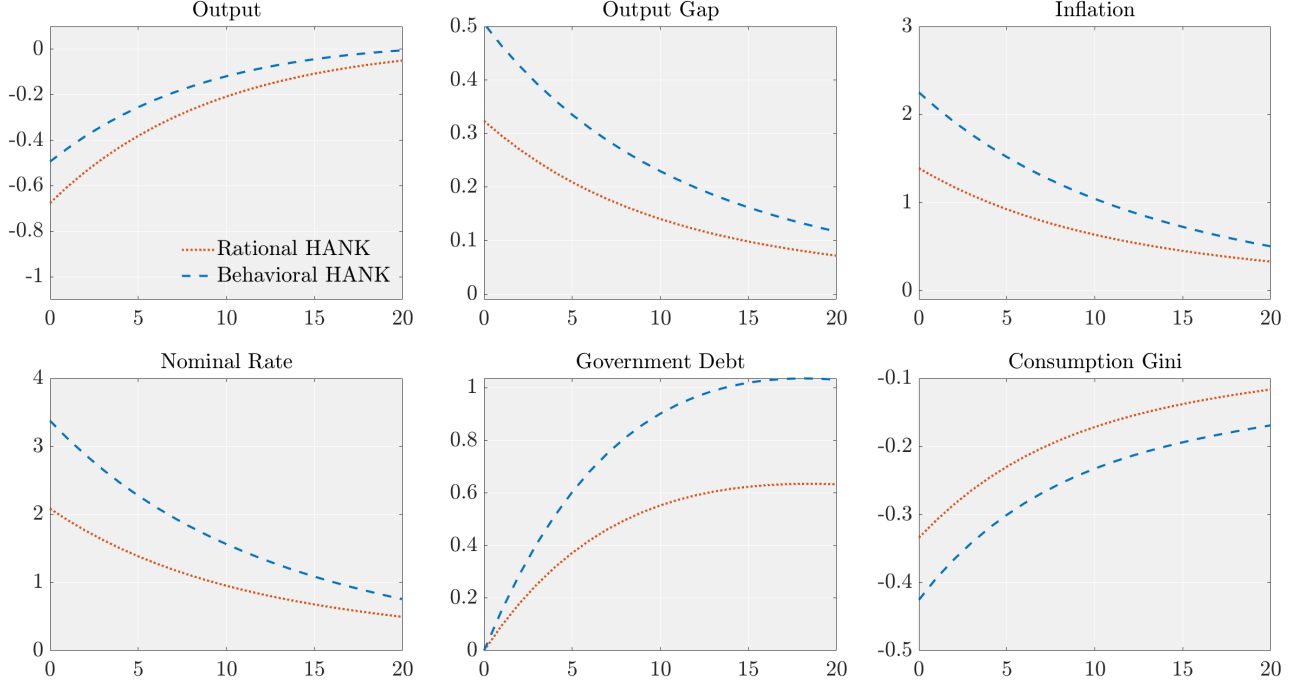 Output
0
-0.2
-0.4
-0.6
-0.8
-1
Rational HANK
Behavioral HANK
0 5 10 15 20
Output Gap
0.5
0.4
0.3
0.2
0.1
0
0 5 10 15 20
Inflation
3
2
1
0
0 5 10 15 20
Nominal Rate
4
3
2
1
0
0 5 10 15 20
Government Debt
1
0.8
0.6
0.4
0.2
0
0 5 10 15 20
Consumption Gini
-0.1
-0.2
-0.3
-0.4
-0.5
0 5 10 15 20